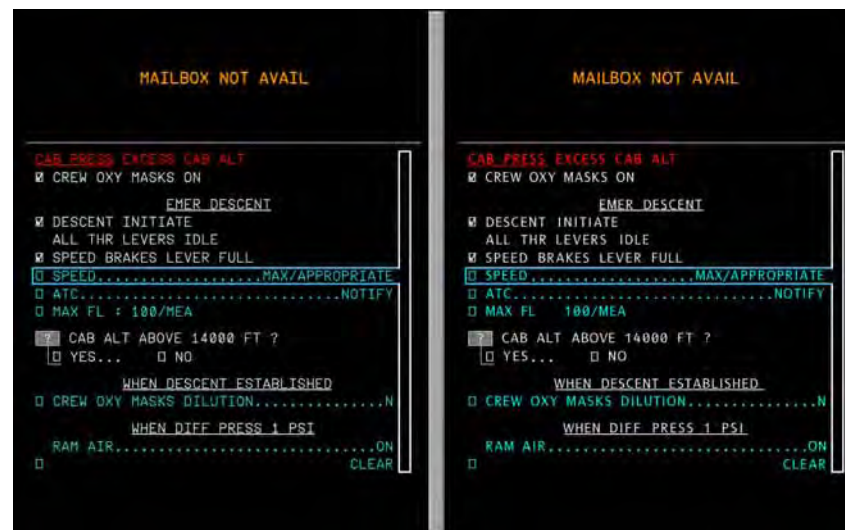 MAILBOX NOT AVAIL
CAB PRESS EXCESS CAB ALT
CREW OXY MASKS ON
EMER DESCENT
DESCENT INITIATE
ALL THR LEVERS IDLE
SPEED BRAKES LEVER FULL
SPEED....................MAX/APPROPRIATE
ATC...............................NOTIFY
MAX FL : 100/MEA
? CAB ALT ABOVE 14000 FT ?
YES... NO
WHEN DESCENT ESTABLISHED
CREW OXY MASKS DILUTION...............N
WHEN DIFF PRESS 1 PSI
RAM AIR...............................ON
CLEAR
MAILBOX NOT AVAIL
CAB PRESS EXCESS CAB ALT
CREW OXY MASKS ON
EMER DESCENT
DESCENT INITIATE
ALL THR LEVERS IDLE
SPEED BRAKES LEVER FULL
SPEED....................MAX/APPROPRIATE
ATC...............................NOTIFY
MAX FL 100/MEA
? CAB ALT ABOVE 14000 FT ?
YES... NO
WHEN DESCENT ESTABLISHED
CREW OXY MASKS DILUTION...............N
WHEN DIFF PRESS 1 PSI
RAM AIR...............................ON
CLEAR